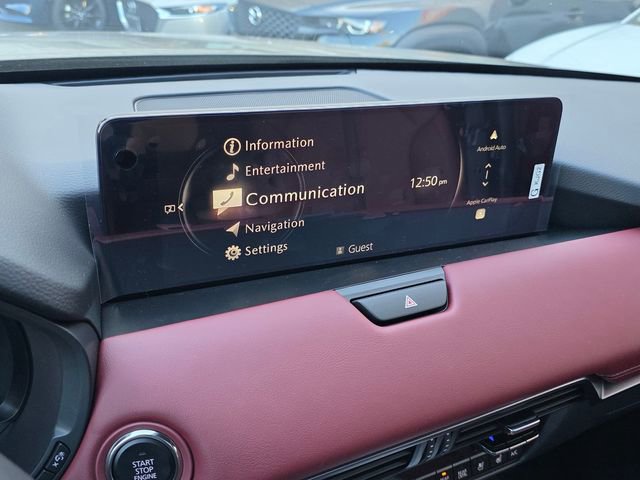 Information
Entertainment
Communication
Navigation
Settings
12:50 pm
Guest
Android Auto
Apple CarPlay
START
STOP
ENGINE
A/C